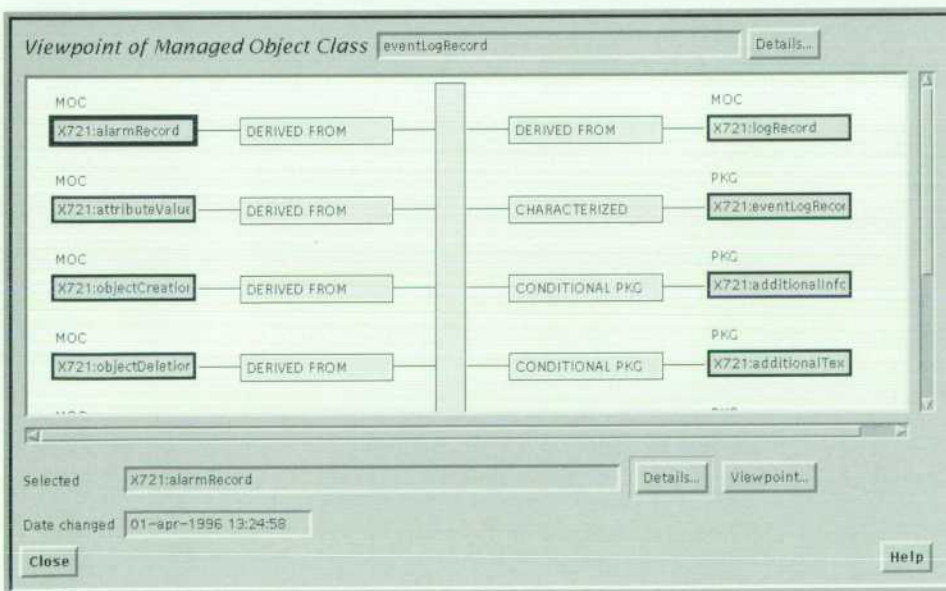 Viewpoint of Managed Object Class eventLogRecord Details...
MOC MOC
X721:alarmRecord DERIVED FROM DERIVED FROM X721:logRecord
MOC PKG
X721:attributeValue DERIVED FROM CHARACTERIZED X721:eventLogRecor
MOC PKG
X721:objectCreation DERIVED FROM CONDITIONAL PKG X721:additionalInfo
MOC PKG
X721:objectDeletion DERIVED FROM CONDITIONAL PKG X721:additionalTex
Selected X721:alarmRecord Details... Viewpoint...
Date changed 01-apr-1996 13:24:58
Close Help